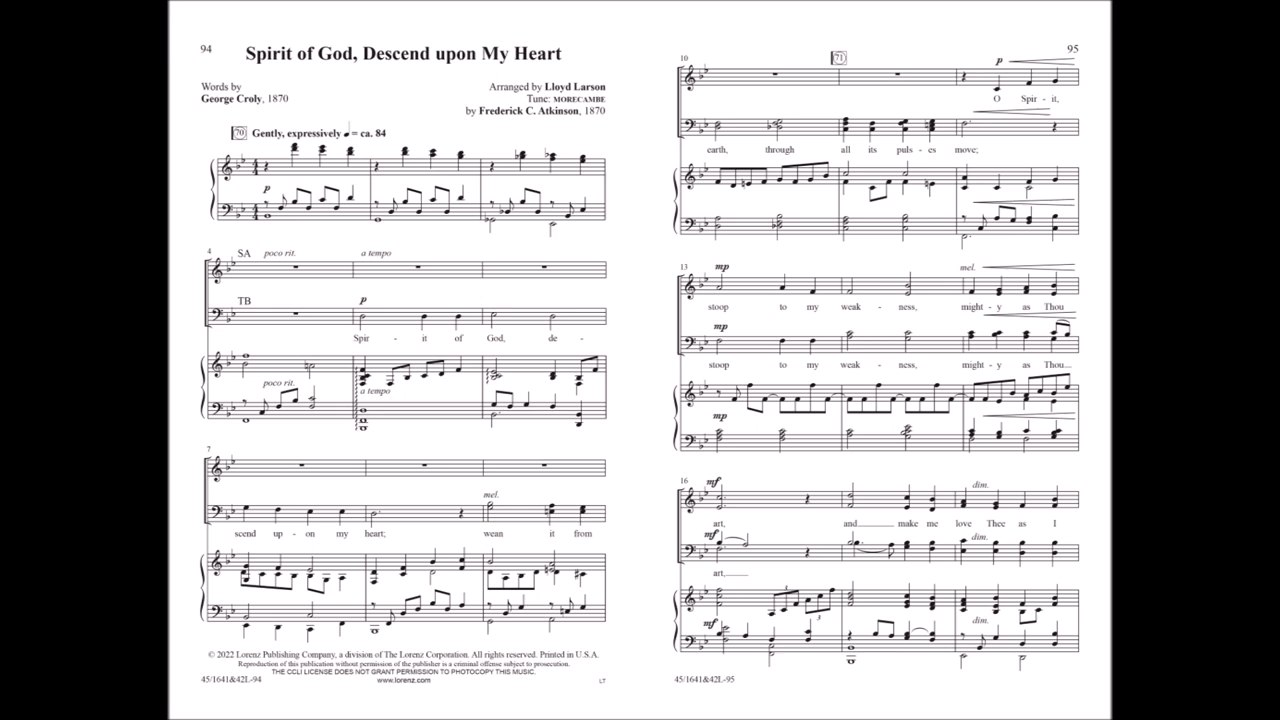 94
Spirit of God, Descend upon My Heart
Words by
George Croly, 1870
Arranged by Lloyd Larson
Tune: MORECAMBE
by Frederick C. Atkinson, 1870
70 Gently, expressively ♩ = ca. 84
p
4 SA poco rit. a tempo
TB p
Spir - it of God, de -
poco rit. a tempo
7
mel.
scend up - on my heart; wean it from
© 2022 Lorenz Publishing Company, a division of The Lorenz Corporation. All rights reserved. Printed in U.S.A.
Reproduction of this publication without permission of the publisher is a criminal offense subject to prosecution.
THE CCLI LICENSE DOES NOT GRANT PERMISSION TO PHOTOCOPY THIS MUSIC.
www.lorenz.com
45/1641&42L-94
LT
95
10 71 p
O Spir - it,
earth, through all its puls - es move;
13 mp mel.
stoop to my weak - ness, might - y as Thou
mp
stoop to my weak - ness, might - y as Thou
mp
16 mf dim.
art, and make me love Thee as I
mf dim.
art,
3
3
mf dim.
45/1641&42L-95